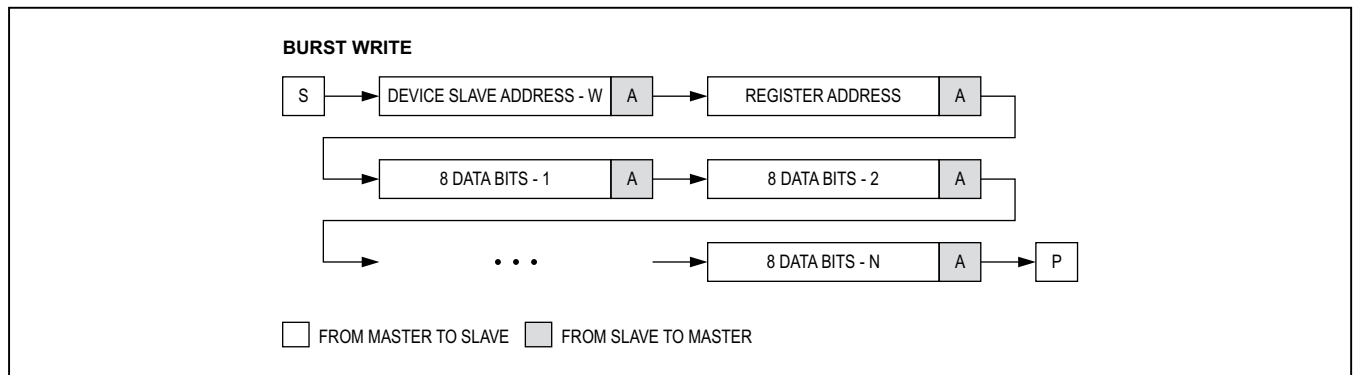 BURST WRITE
S DEVICE SLAVE ADDRESS - W A REGISTER ADDRESS A
8 DATA BITS - 1 A 8 DATA BITS - 2 A
• • • 8 DATA BITS - N A P
FROM MASTER TO SLAVE FROM SLAVE TO MASTER